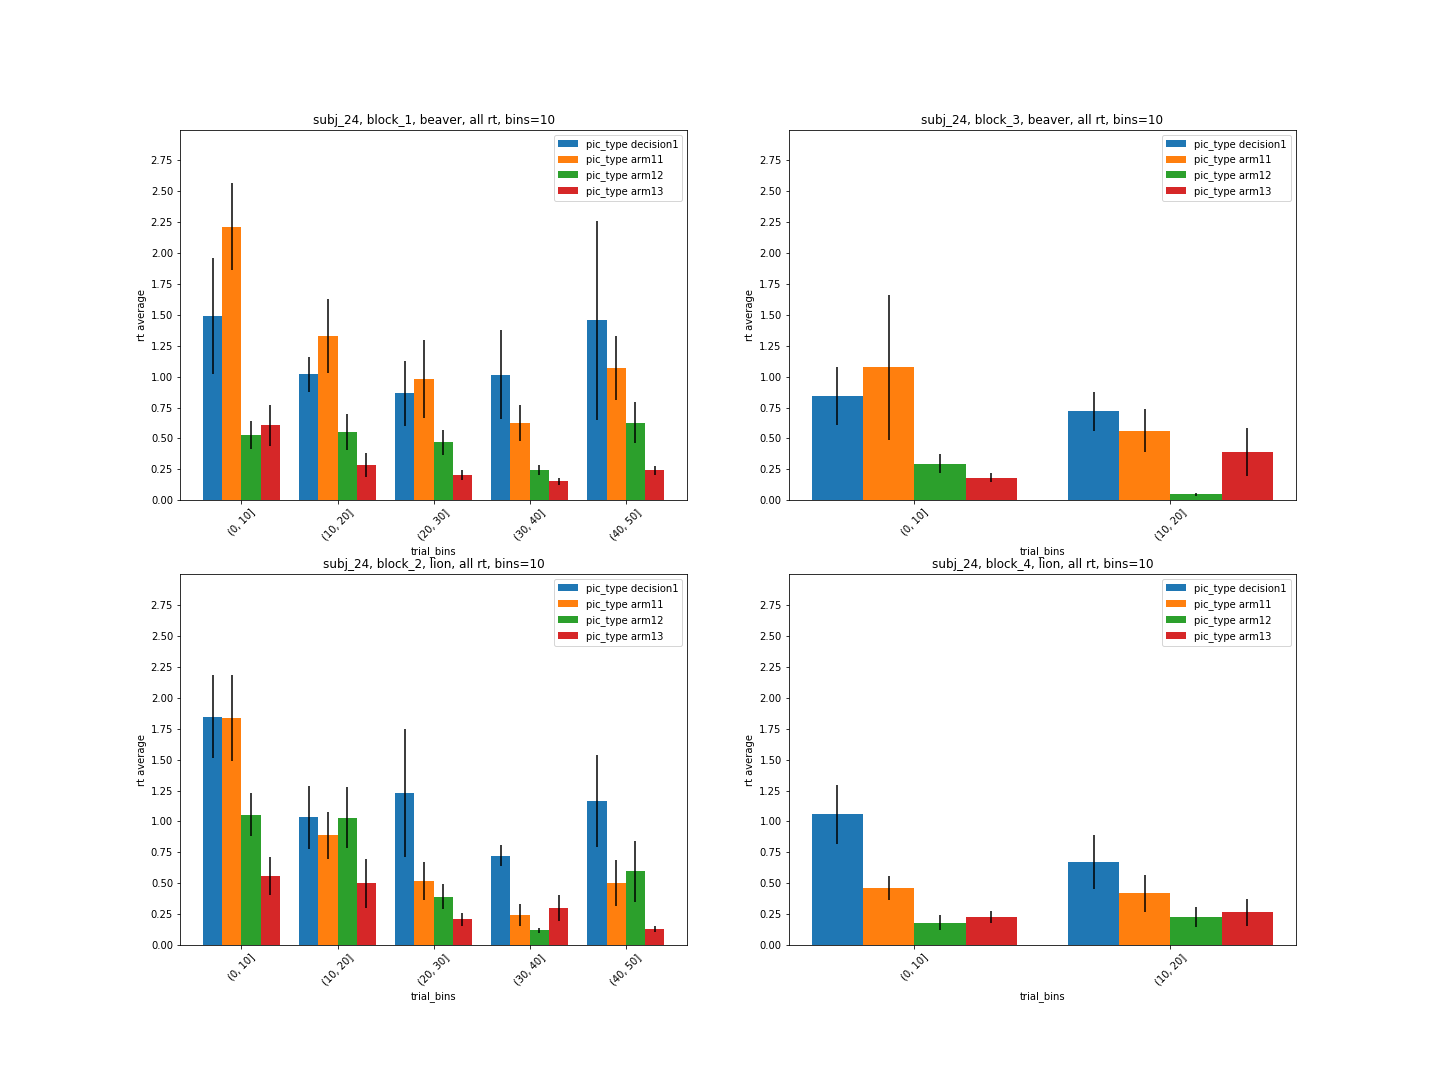 subj_24, block_1, beaver, all rt, bins=10
pic_type decision1
pic_type arm11
pic_type arm12
pic_type arm13
2.75
2.50
2.25
2.00
1.75
1.50
1.25
1.00
0.75
0.50
0.25
0.00
rt average
(0, 10]
(10, 20]
(20, 30]
(30, 40]
(40, 50]
trial_bins
subj_24, block_3, beaver, all rt, bins=10
pic_type decision1
pic_type arm11
pic_type arm12
pic_type arm13
2.75
2.50
2.25
2.00
1.75
1.50
1.25
1.00
0.75
0.50
0.25
0.00
rt average
(0, 10]
(10, 20]
trial_bins
subj_24, block_2, lion, all rt, bins=10
pic_type decision1
pic_type arm11
pic_type arm12
pic_type arm13
2.75
2.50
2.25
2.00
1.75
1.50
1.25
1.00
0.75
0.50
0.25
0.00
rt average
(0, 10]
(10, 20]
(20, 30]
(30, 40]
(40, 50]
trial_bins
subj_24, block_4, lion, all rt, bins=10
pic_type decision1
pic_type arm11
pic_type arm12
pic_type arm13
2.75
2.50
2.25
2.00
1.75
1.50
1.25
1.00
0.75
0.50
0.25
0.00
rt average
(0, 10]
(10, 20]
trial_bins